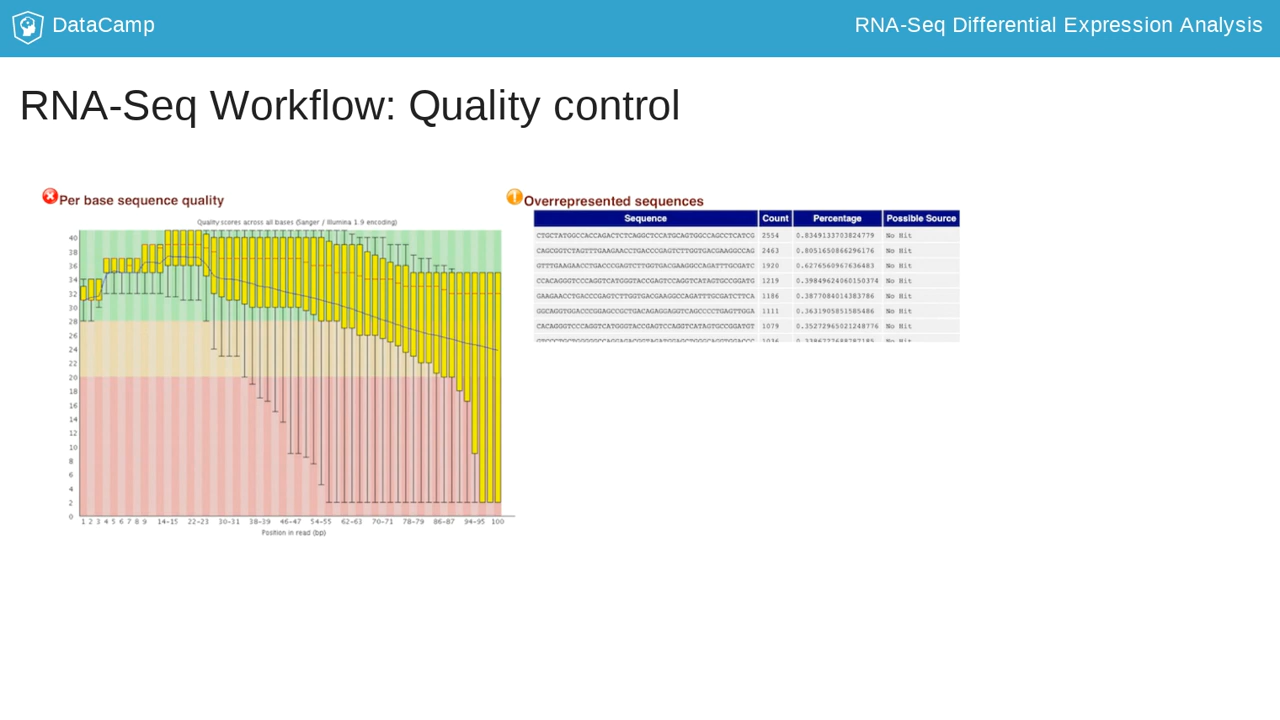 DataCamp
RNA-Seq Differential Expression Analysis
RNA-Seq Workflow: Quality control
Per base sequence quality
Quality scores across all bases (Sanger / Illumina 1.9 encoding)
40
38
36
34
32
30
28
26
24
22
20
18
16
14
12
10
8
6
4
2
0
1 2 3 4 5 6 7 8 9 14-15 22-23 30-31 38-39 46-47 54-55 62-63 70-71 78-79 86-87 94-95 100
Position in read (bp)
Overrepresented sequences
Sequence Count Percentage Possible Source
CTGCTATGGCCACCAGACTCTCAGGCTCCATGCAGTGGCCAGCCTCATCG 2554 0.8349133703824779 No Hit
CAGCGGTCTAGTTTGAAGAACCTGACCCGAGTCTTGGTGACGAAGGCCAG 2463 0.8051650866296176 No Hit
GTTTGAAGAACCTGACCCGAGTCTTGGTGACGAAGGCCAGATTTGCGATC 1920 0.6276560967636483 No Hit
CCACAGGGTCCCAGGTCATGGGTACCGAGTCCAGGTCATAGTGCCGGATG 1219 0.39849624060150374 No Hit
GAAGAACCTGACCCGAGTCTTGGTGACGAAGGCCAGATTTGCGATCTTCA 1186 0.3877084014383786 No Hit
GGCAGGTGGACCCGGAGCCGCTGACAGAGGAGGTCAGCCCCTGAGTTGGA 1111 0.3631905851585486 No Hit
CACAGGGTCCCAGGTCATGGGTACCGAGTCCAGGTCATAGTGCCGGATGT 1079 0.35272965021248776 No Hit
No Hit